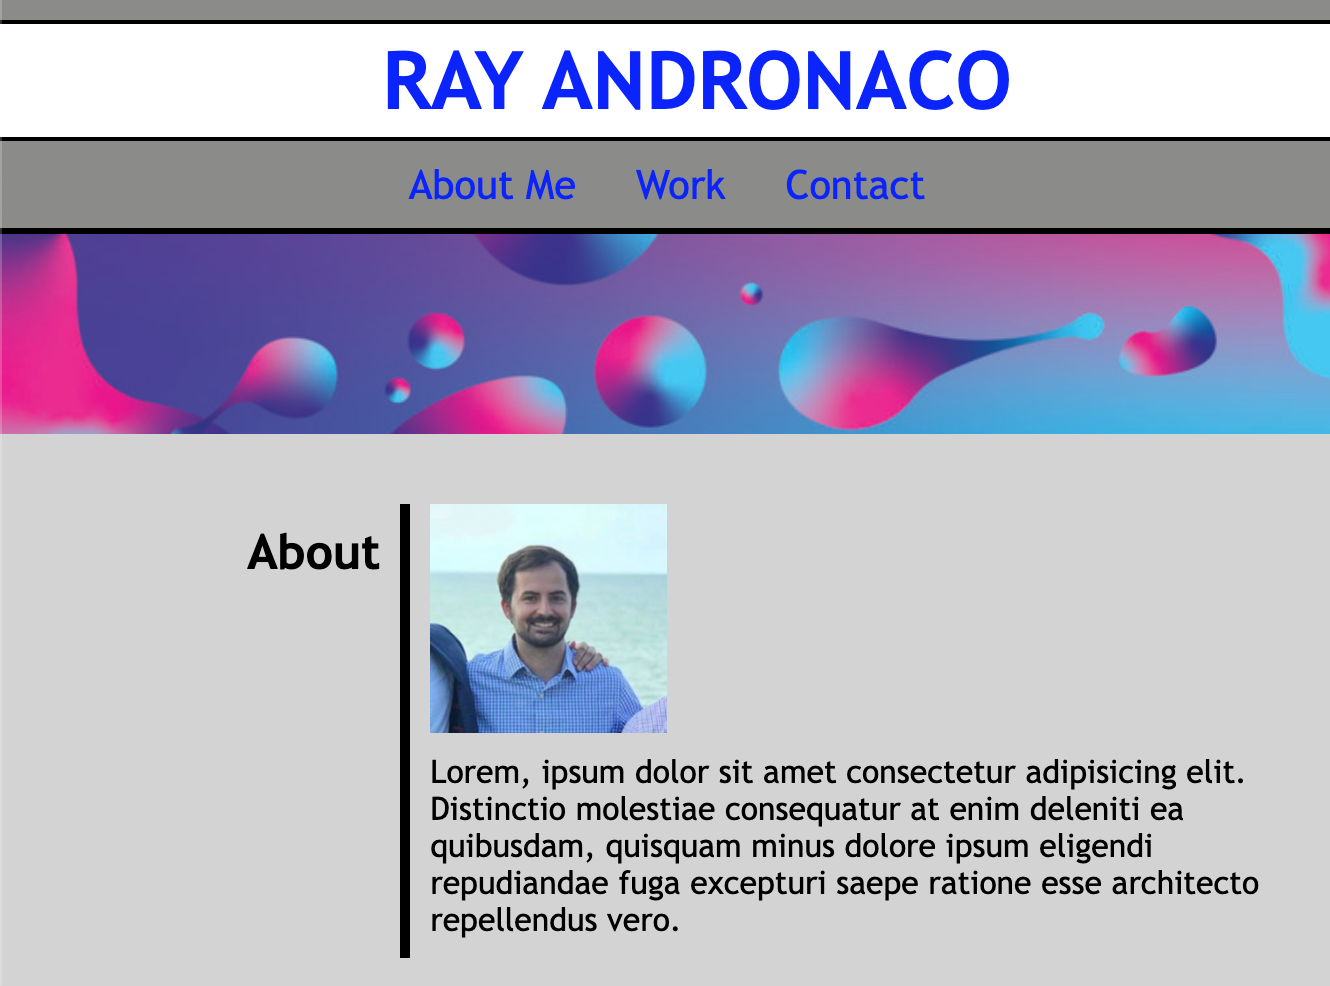 RAY ANDRONACO
About Me Work Contact
About
Lorem, ipsum dolor sit amet consectetur adipisicing elit.
Distinctio molestiae consequatur at enim deleniti ea
quibusdam, quisquam minus dolore ipsum eligendi
repudiandae fuga excepturi saepe ratione esse architecto
repellendus vero.